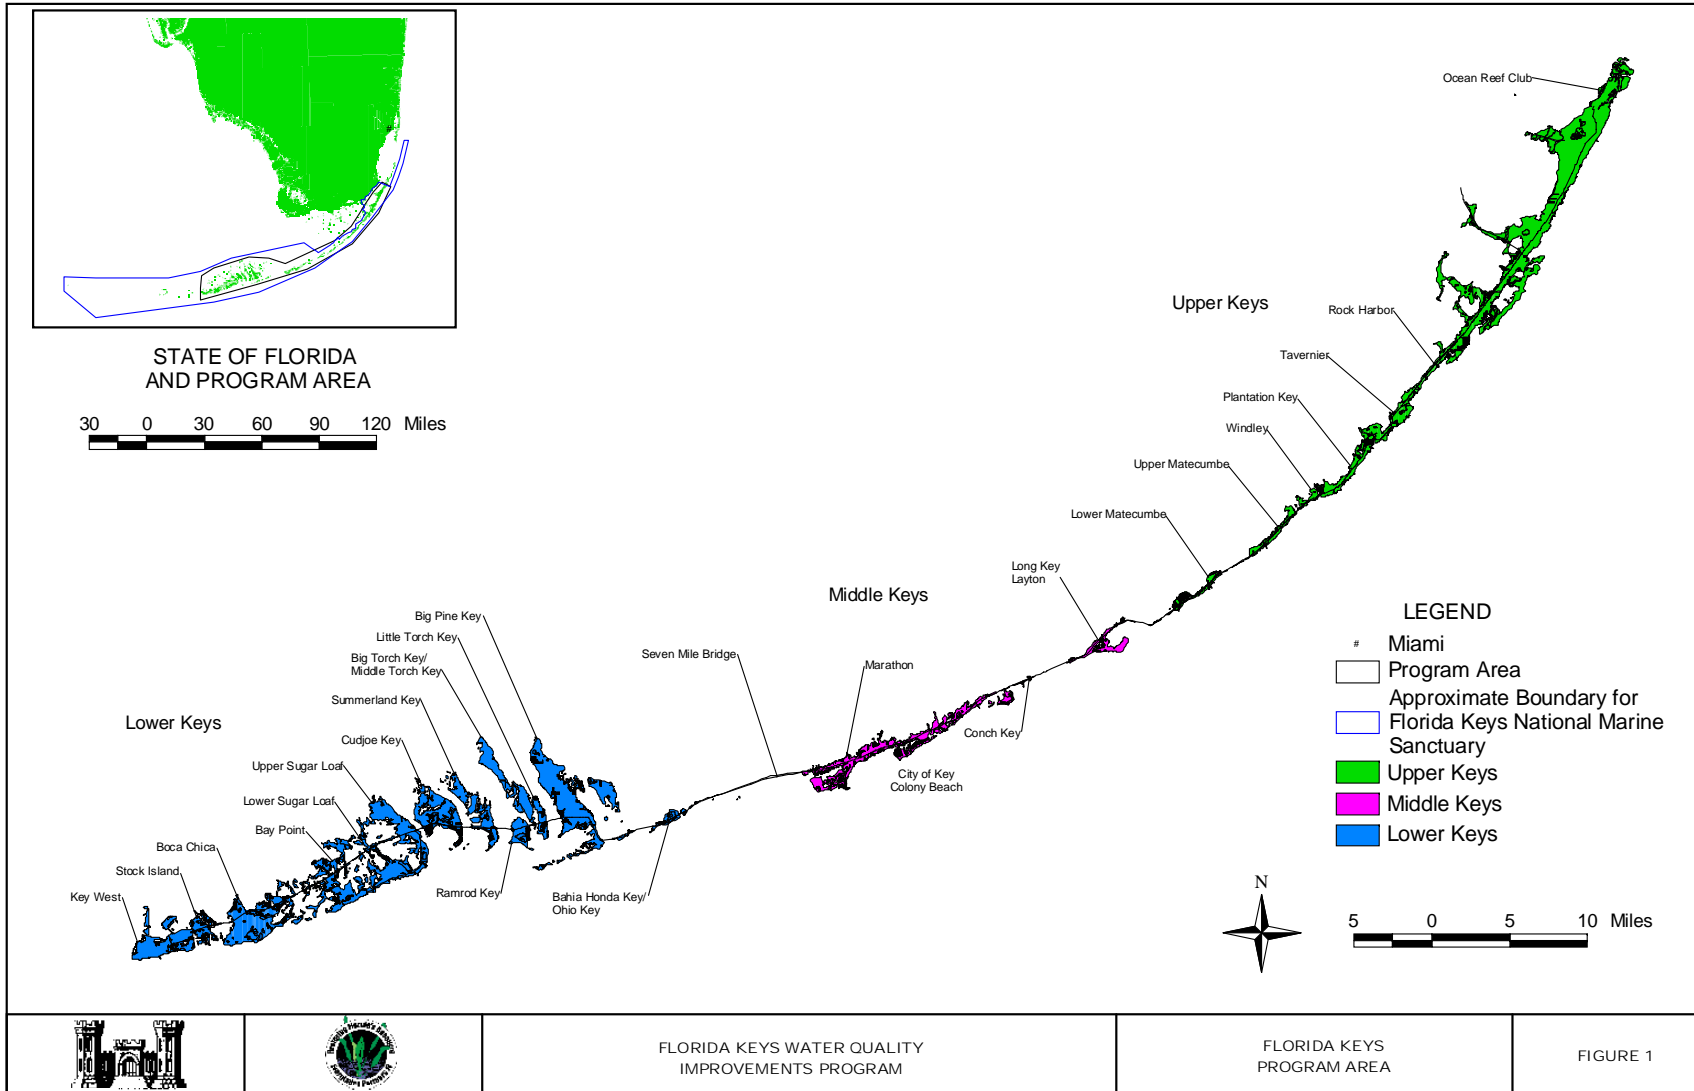 STATE OF FLORIDA
AND PROGRAM AREA
30 0 30 60 90 120 Miles
Ocean Reef Club
Upper Keys
Rock Harbor
Tavernier
Plantation Key
Windley
Upper Matecumbe
Lower Matecumbe
Long Key
Layton
Middle Keys
Big Pine Key
Little Torch Key
Big Torch Key/
Middle Torch Key
Seven Mile Bridge
Marathon
Summerland Key
Lower Keys
Conch Key
Cudjoe Key
Upper Sugar Loaf
City of Key
Colony Beach
Lower Sugar Loaf
Bay Point
Boca Chica
Stock Island
Key West
Ramrod Key
Bahia Honda Key/
Ohio Key
LEGEND
# Miami
Program Area
Approximate Boundary for
Florida Keys National Marine
Sanctuary
Upper Keys
Middle Keys
Lower Keys
N
5 0 5 10 Miles
FLORIDA KEYS WATER QUALITY
IMPROVEMENTS PROGRAM
FLORIDA KEYS
PROGRAM AREA
FIGURE 1